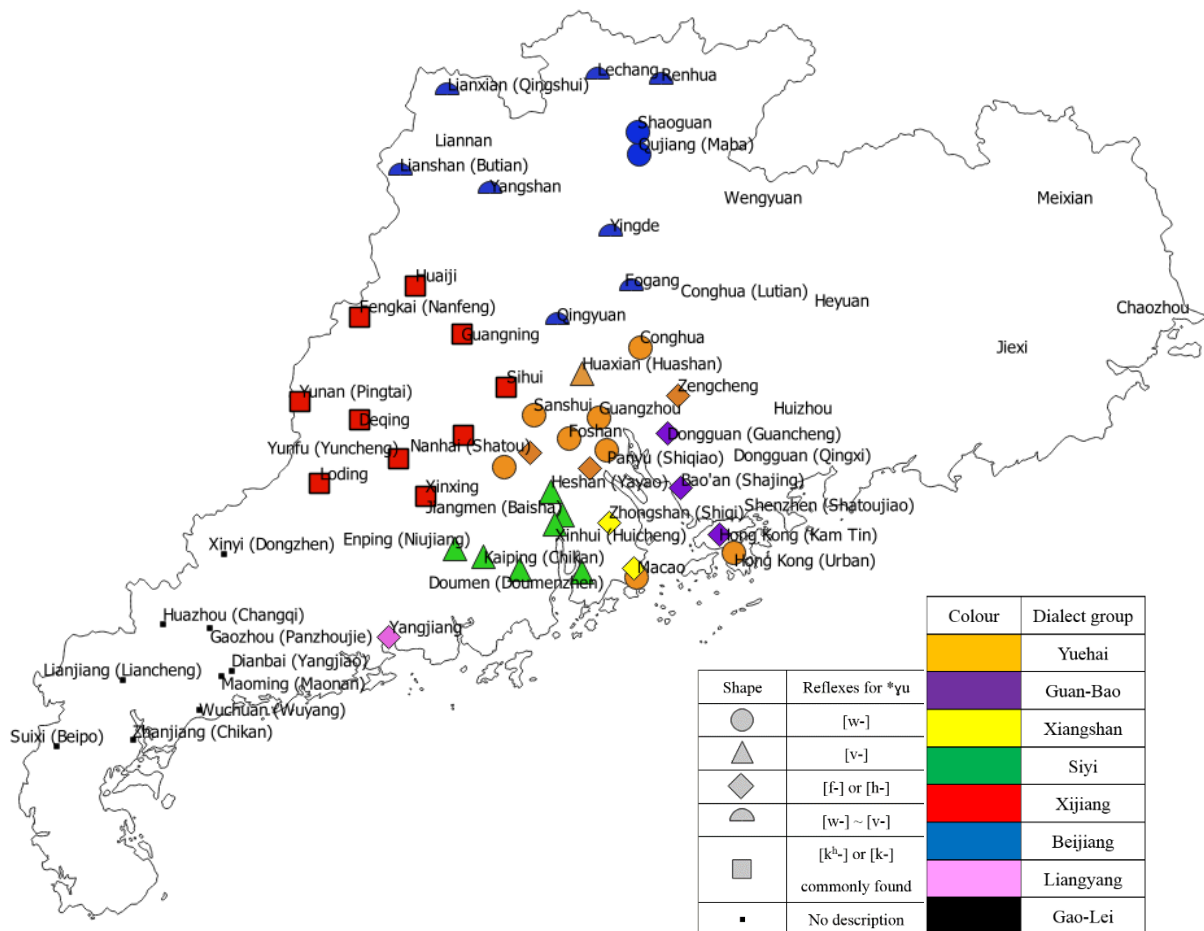 Lechang
Renhua
Lianxian (Qingshui)
Shaoguan
Liannan
Qujiang (Maba)
Lianshan (Butian)
Yangshan
Wengyuan
Meixian
Yingde
Huaiji
Fogang
Conghua (Lutian)
Heyuan
Fengkai (Nanfeng)
Chaozhou
Qingyuan
Guangning
Conghua
Jiexi
Huaxian (Huashan)
Sihui
Zengcheng
Yunan (Pingtai)
Sanshui
Guangzhou
Huizhou
Deqing
Foshan
Dongguan (Guancheng)
Yunfu (Yuncheng)
Nanhai (Shatou)
Panyu (Shiqiao)
Dongguan (Qingxi)
Loding
Heshan (Yayao)
Bao'an (Shajing)
Xinxing
Jiangmen (Baisha)
Zhongshan (Shiqi)
Shenzhen (Shatoujiao)
Xinhui (Huicheng)
Hong Kong (Kam Tin)
Enping (Niujiang)
Xinyi (Dongzhen)
Kaiping (Chikan)
Hong Kong (Urban)
Macao
Doumen (Doumenzhen)
Huazhou (Changqi)
Yangjiang
Gaozhou (Panzhoujie)
Dianbai (Yangjiao)
Lianjiang (Liancheng)
Maoming (Maonan)
Wuchuan (Wuyang)
Zhanjiang (Chikan)
Suixi (Beipo)
Shape Reflexes for *ɣu
[w-]
[v-]
[f-] or [h-]
[w-] ~ [v-]
[kʰ-] or [k-]
commonly found
No description
Colour Dialect group
Yuehai
Guan-Bao
Xiangshan
Siyi
Xijiang
Beijiang
Liangyang
Gao-Lei